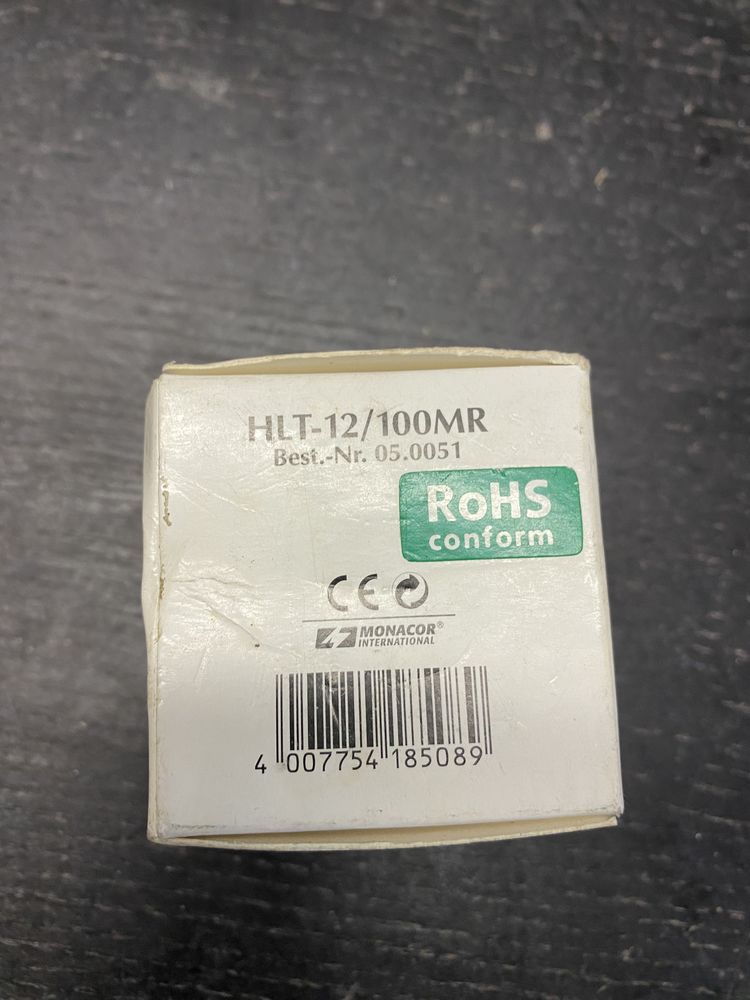 HLT-12/100MR
Best.-Nr. 05.0051
RoHS
conform
CE
MONACOR®
INTERNATIONAL
4 007754 185089